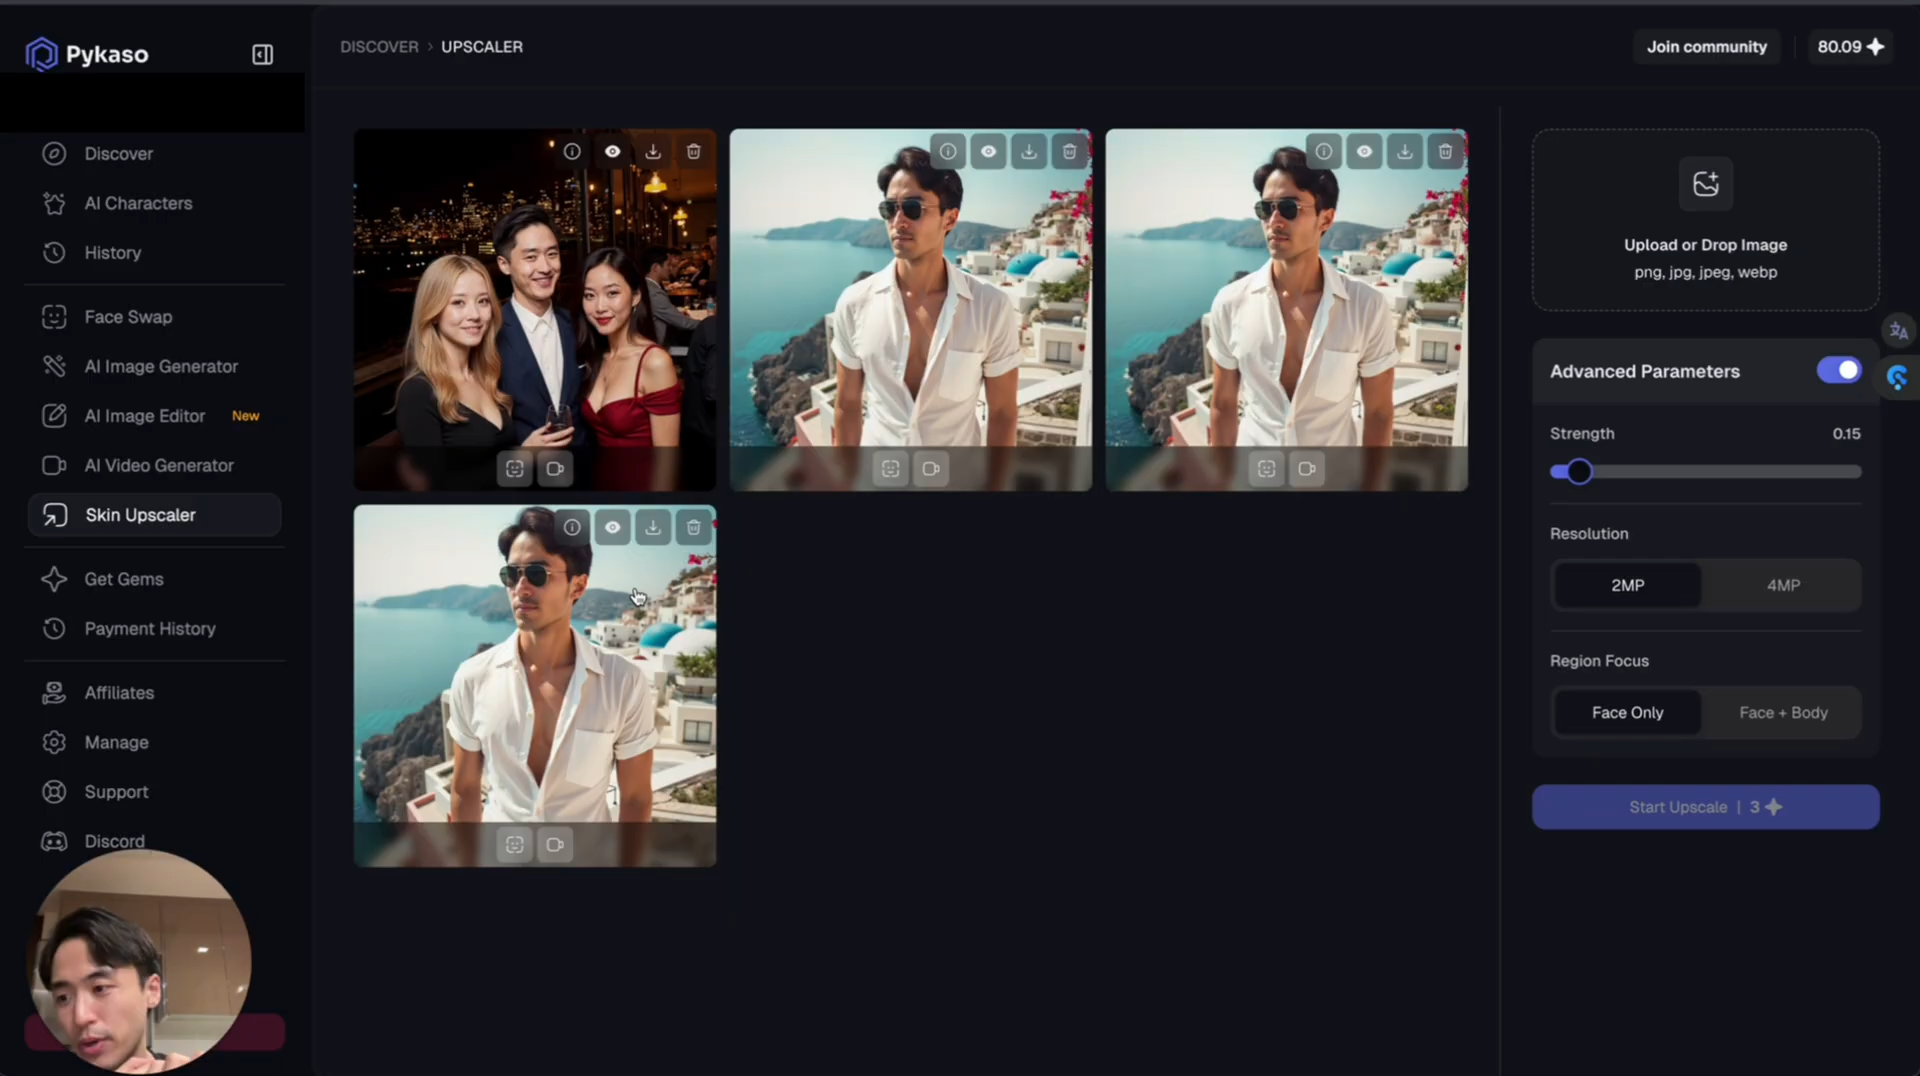 Pykaso
DISCOVER › UPSCALER
Join community
80.09
Discover
AI Characters
History
Face Swap
AI Image Generator
AI Image Editor New
AI Video Generator
Skin Upscaler
Get Gems
Payment History
Affiliates
Manage
Support
Discord
Upload or Drop Image
png, jpg, jpeg, webp
Advanced Parameters
Strength 0.15
Resolution
2MP 4MP
Region Focus
Face Only Face + Body
Start Upscale | 3